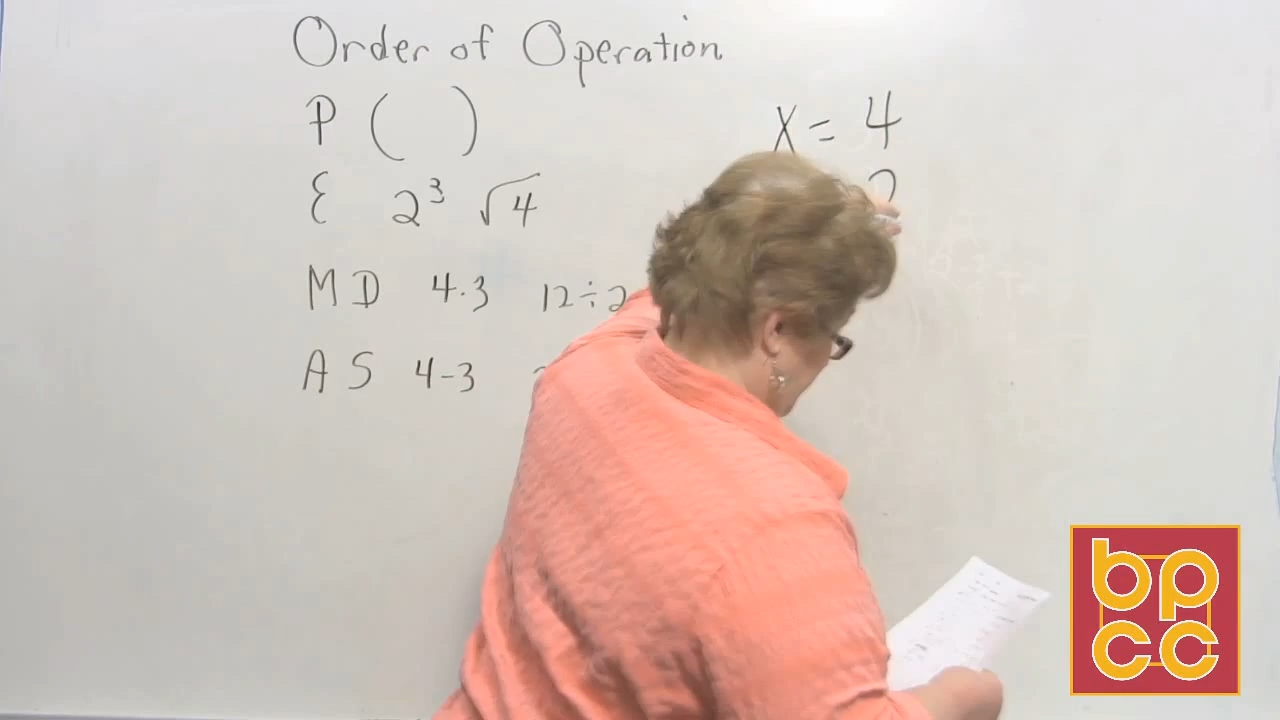 Order of Operation
P ( )
X = 4
E 2³ √4
M D 4·3 12÷2
A S 4-3
bp
cc